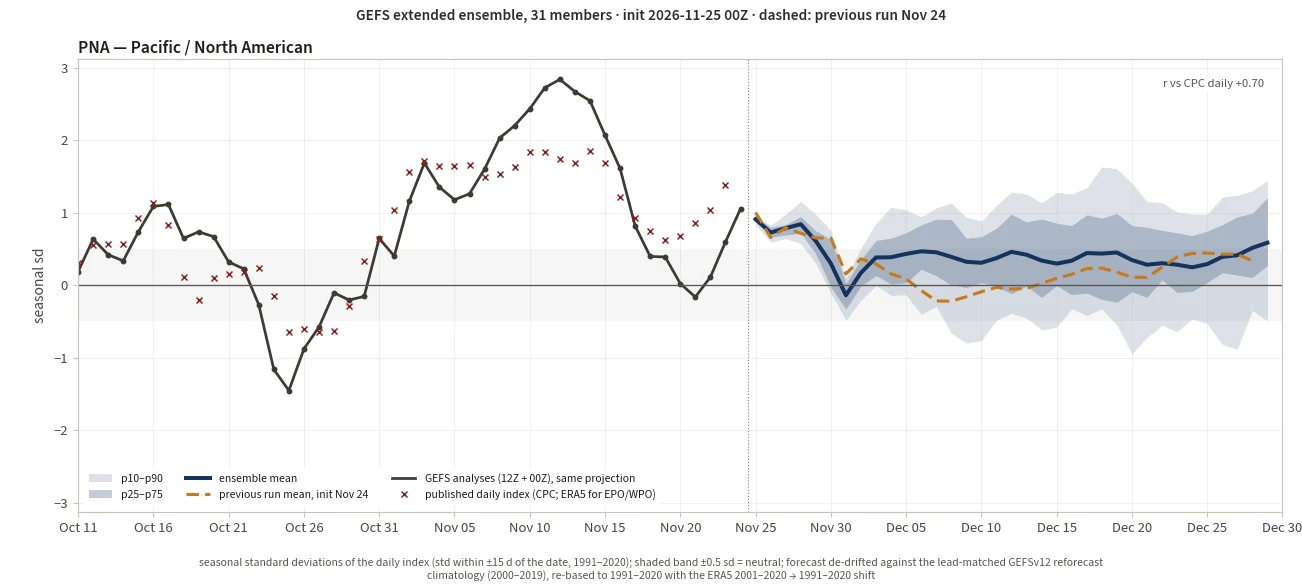 GEFS extended ensemble, 31 members · init 2026-11-25 00Z · dashed: previous run Nov 24
PNA — Pacific / North American
r vs CPC daily +0.70
seasonal sd
3
2
1
0
−1
−2
−3
p10–p90
p25–p75
ensemble mean
previous run mean, init Nov 24
GEFS analyses (12Z + 00Z), same projection
published daily index (CPC; ERA5 for EPO/WPO)
Oct 11 Oct 16 Oct 21 Oct 26 Oct 31 Nov 05 Nov 10 Nov 15 Nov 20 Nov 25 Nov 30 Dec 05 Dec 10 Dec 15 Dec 20 Dec 25 Dec 30
seasonal standard deviations of the daily index (std within ±15 d of the date, 1991–2020); shaded band ±0.5 sd = neutral; forecast de-drifted against the lead-matched GEFSv12 reforecast
climatology (2000–2019), re-based to 1991–2020 with the ERA5 2001–2020 → 1991–2020 shift